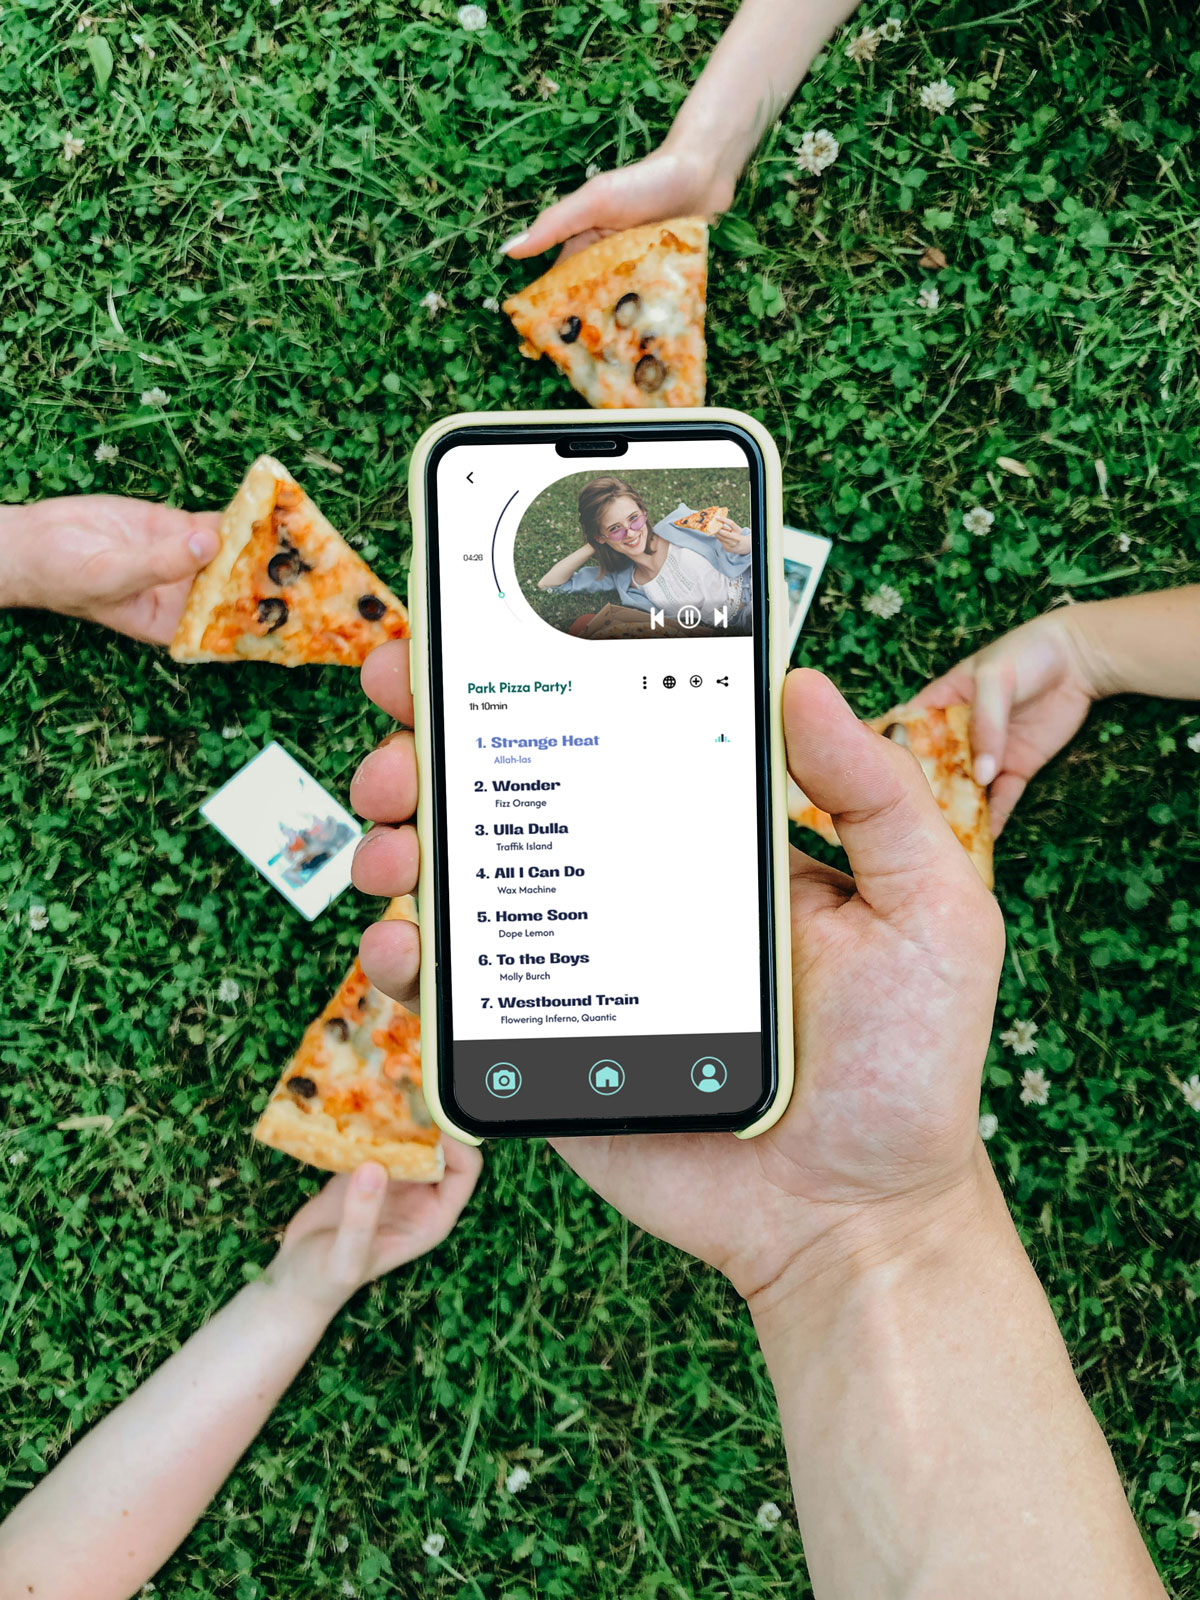 04:26
Park Pizza Party!
1h 10min
1. Strange Heat
Allah-las
2. Wonder
Fizz Orange
3. Ulla Dulla
Traffik Island
4. All I Can Do
Wax Machine
5. Home Soon
Dope Lemon
6. To the Boys
Molly Burch
7. Westbound Train
Flowering Inferno, Quantic